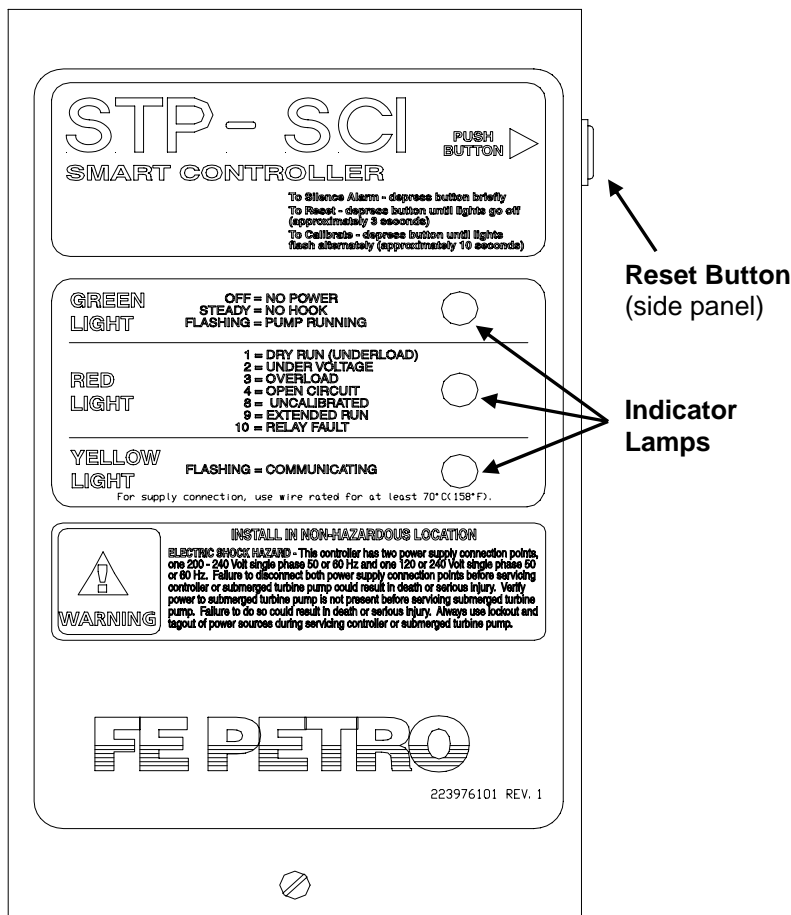 STP- SCI
SMART CONTROLLER
PUSH
BUTTON
To Silence Alarm - depress button briefly
To Reset - depress button until lights go off
(approximately 3 seconds)
To Calibrate - depress button until lights
flash alternately (approximately 10 seconds)
Reset Button
(side panel)
GREEN
LIGHT
OFF = NO POWER
STEADY = NO HOOK
FLASHING = PUMP RUNNING
RED
LIGHT
1 = DRY RUN (UNDERLOAD)
2 = UNDER VOLTAGE
3 = OVERLOAD
4 = OPEN CIRCUIT
8 = UNCALIBRATED
9 = EXTENDED RUN
10 = RELAY FAULT
Indicator
Lamps
YELLOW
LIGHT
FLASHING = COMMUNICATING
For supply connection, use wire rated for at least 70°C(158°F).
WARNING
INSTALL IN NON-HAZARDOUS LOCATION
ELECTRIC SHOCK HAZARD - This controller has two power supply connection points,
one 200 - 240 Volt single phase 50 or 60 Hz and one 120 or 240 Volt single phase 50
or 60 Hz. Failure to disconnect both power supply connection points before servicing
controller or submerged turbine pump could result in death or serious injury. Verify
power to submerged turbine pump is not present before servicing submerged turbine
pump. Failure to do so could result in death or serious injury. Always use lockout and
tagout of power sources during servicing controller or submerged turbine pump.
FE PETRO
223976101 REV. 1